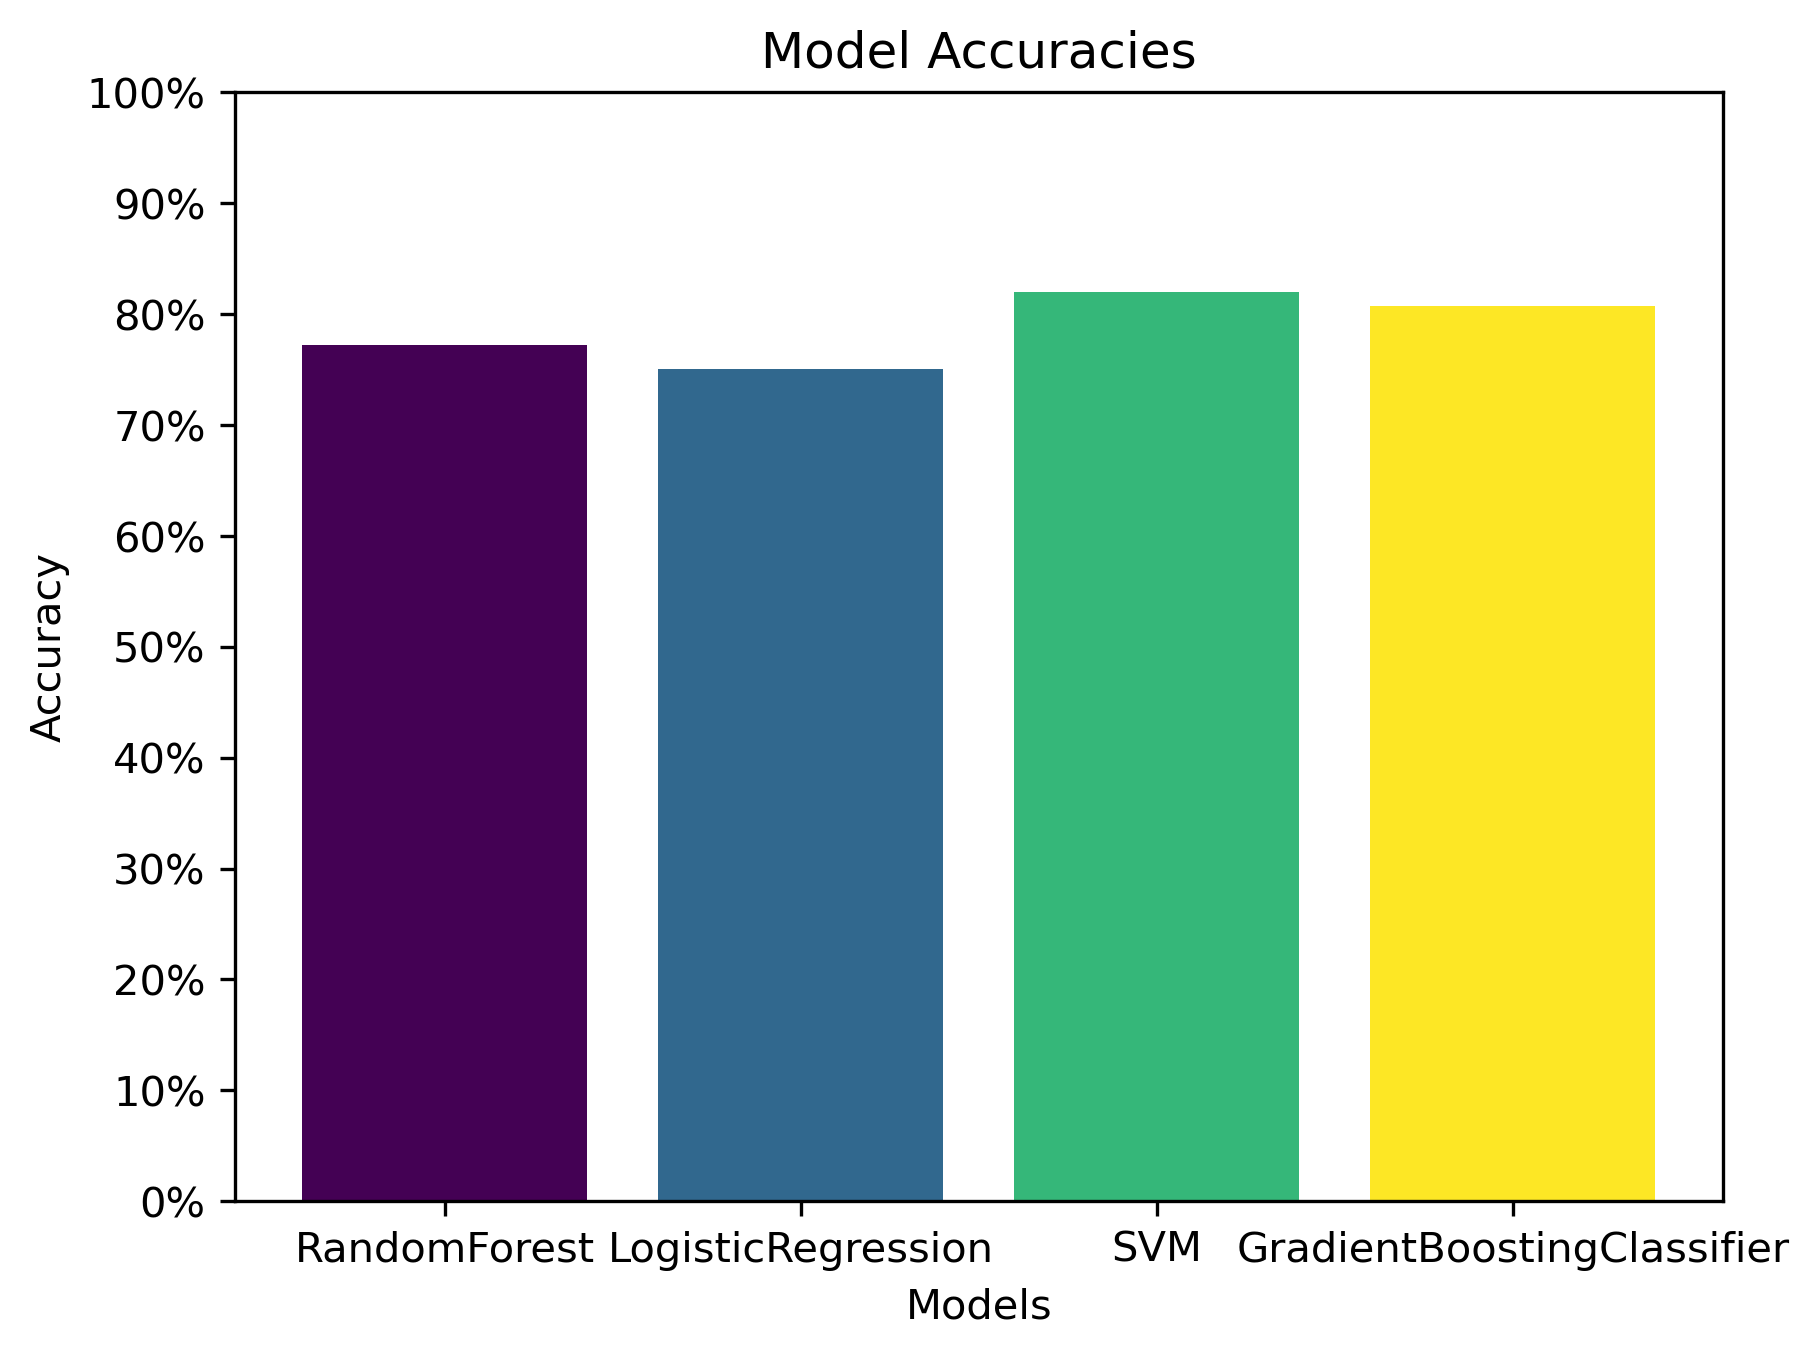 Model Accuracies
100%
90%
80%
70%
60%
50%
40%
30%
20%
10%
0%
Accuracy
RandomForest LogisticRegression SVM GradientBoostingClassifier
Models